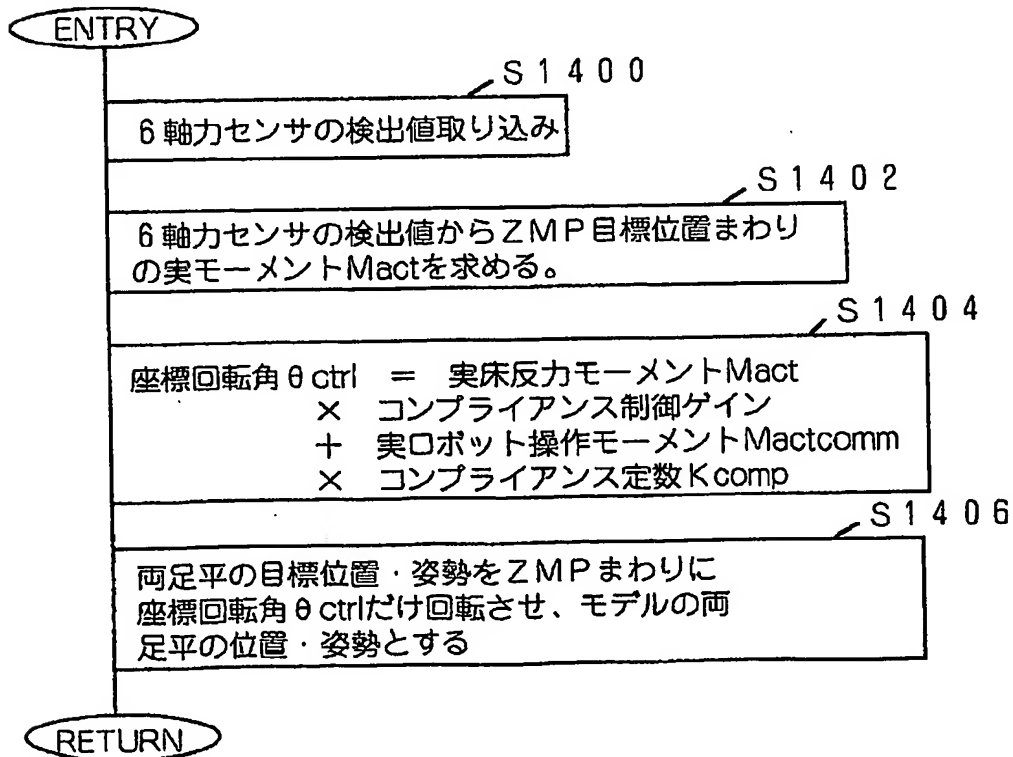 ENTRY
S1400
6軸力センサの検出値取り込み
S1402
6軸力センサの検出値からZMP目標位置まわり
の実モーメントMactを求める。
S1404
座標回転角θctrl = 実床反力モーメントMact
× コンプライアンス制御ゲイン
+ 実ロボット操作モーメントMactcomm
× コンプライアンス定数Kcomp
S1406
両足平の目標位置・姿勢をZMPまわりに
座標回転角θctrlだけ回転させ、モデルの両
足平の位置・姿勢とする
RETURN